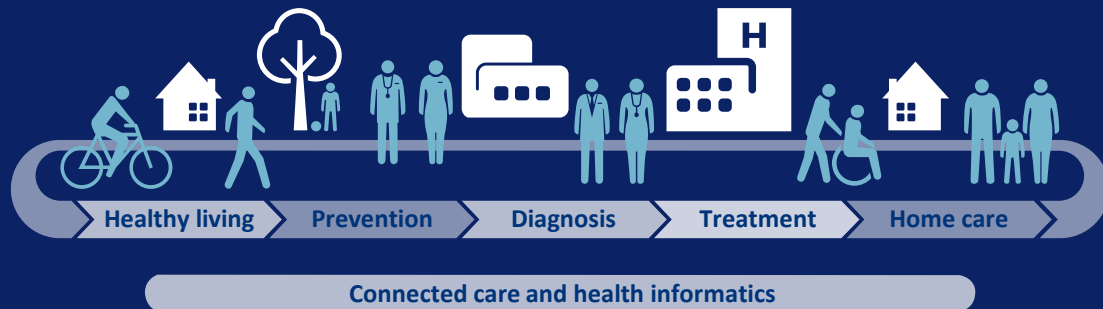 H
Healthy living
Prevention
Diagnosis
Treatment
Home care
Connected care and health informatics